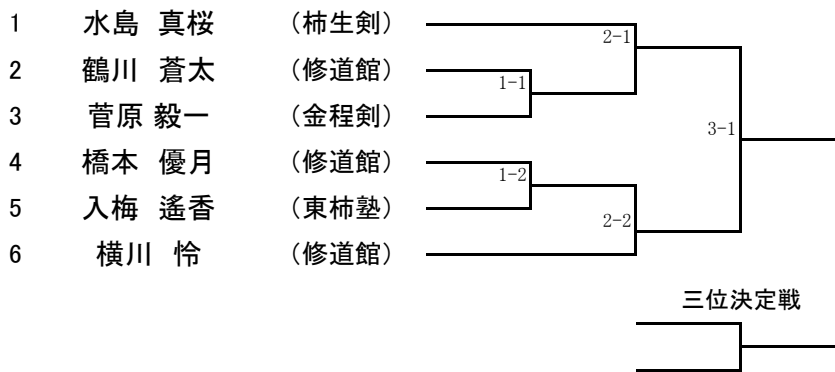 1 水島 真桜 （柿生剣）
2-1
2 鶴川 蒼太 （修道館）
1-1
3 菅原 毅一 （金程剣）
3-1
4 橋本 優月 （修道館）
1-2
5 入梅 遙香 （東柿塾）
2-2
6 横川 怜 （修道館）
三位決定戦